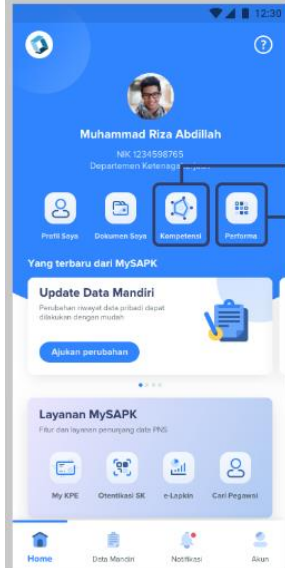 12:30
?
Muhammad Riza Abdillah
NIK 1234598765
Departemen
Profil Saya
Dokumen Saya
Kompetensi
Performa
Yang terbaru dari MySAPK
Update Data Mandiri
Perubahan riwayat data pribadi dapat
dilakukan dengan mudah
Ajukan perubahan
Layanan MySAPK
Fitur dan layanan penunjang data PNS
My KPE
Otentikasi SK
e-Lapkin
Cari Pegawai
Home
Data Mandiri
Notifikasi
Akun